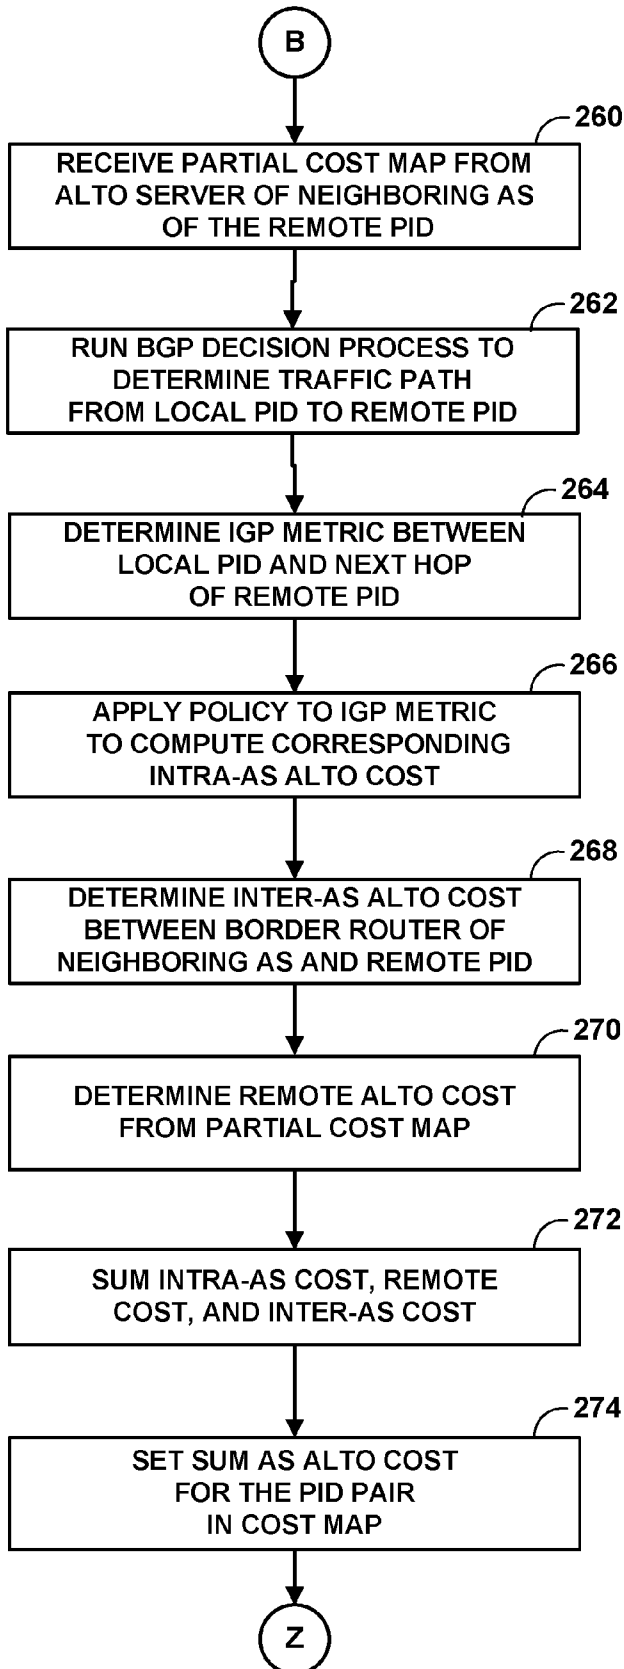 B
260
RECEIVE PARTIAL COST MAP FROM
ALTO SERVER OF NEIGHBORING AS
OF THE REMOTE PID
262
RUN BGP DECISION PROCESS TO
DETERMINE TRAFFIC PATH
FROM LOCAL PID TO REMOTE PID
264
DETERMINE IGP METRIC BETWEEN
LOCAL PID AND NEXT HOP
OF REMOTE PID
266
APPLY POLICY TO IGP METRIC
TO COMPUTE CORRESPONDING
INTRA-AS ALTO COST
268
DETERMINE INTER-AS ALTO COST
BETWEEN BORDER ROUTER OF
NEIGHBORING AS AND REMOTE PID
270
DETERMINE REMOTE ALTO COST
FROM PARTIAL COST MAP
272
SUM INTRA-AS COST, REMOTE
COST, AND INTER-AS COST
274
SET SUM AS ALTO COST
FOR THE PID PAIR
IN COST MAP
Z